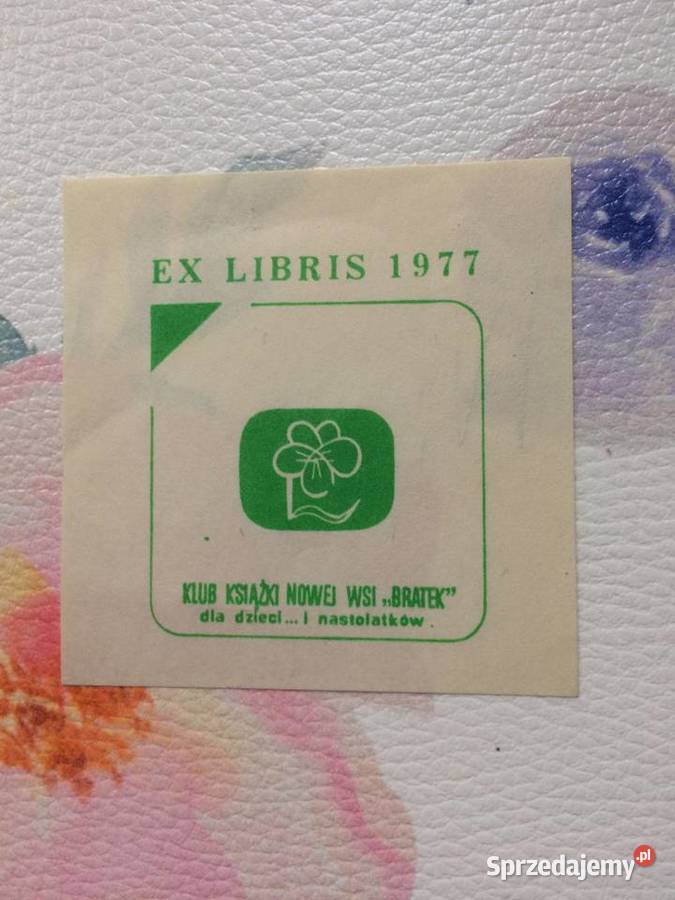 EX LIBRIS 1977
KLUB KSIĄŻKI NOWEJ WSI „BRATEK”
dla dzieci... i nastolatków.
Sprzedajemy.pl